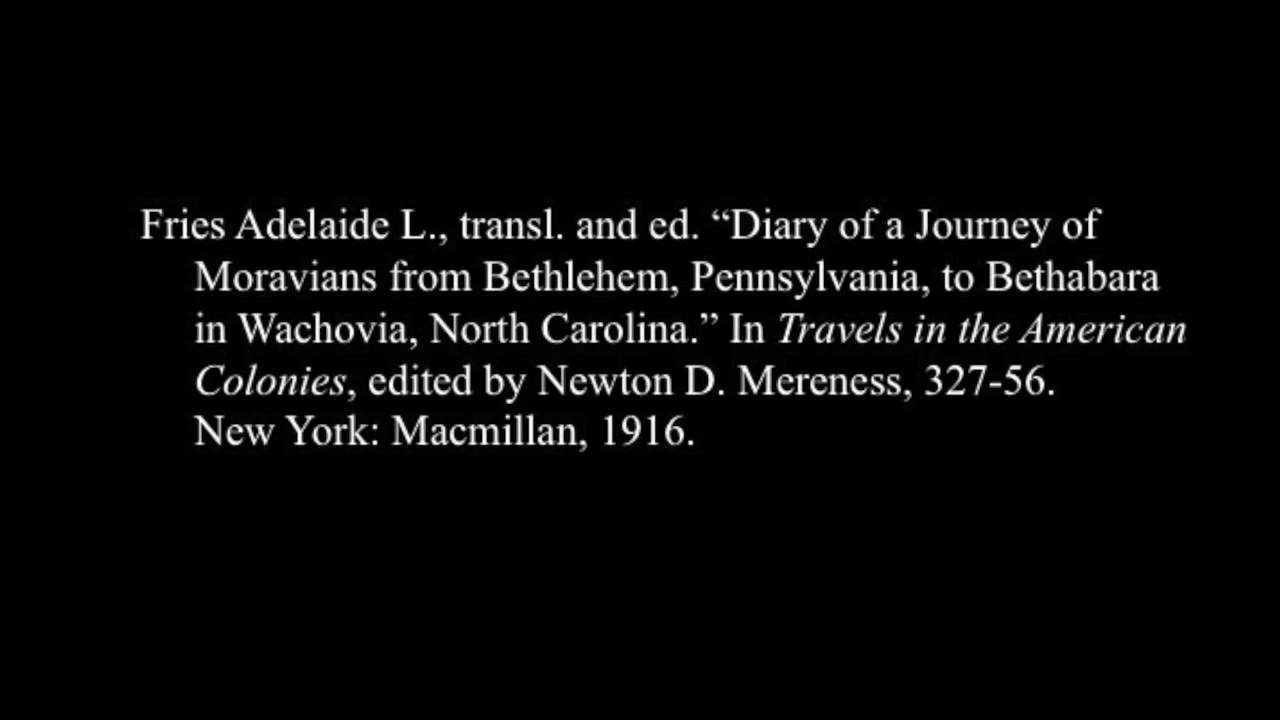 Fries Adelaide L., transl. and ed. “Diary of a Journey of
Moravians from Bethlehem, Pennsylvania, to Bethabara
in Wachovia, North Carolina.” In Travels in the American
Colonies, edited by Newton D. Mereness, 327-56.
New York: Macmillan, 1916.